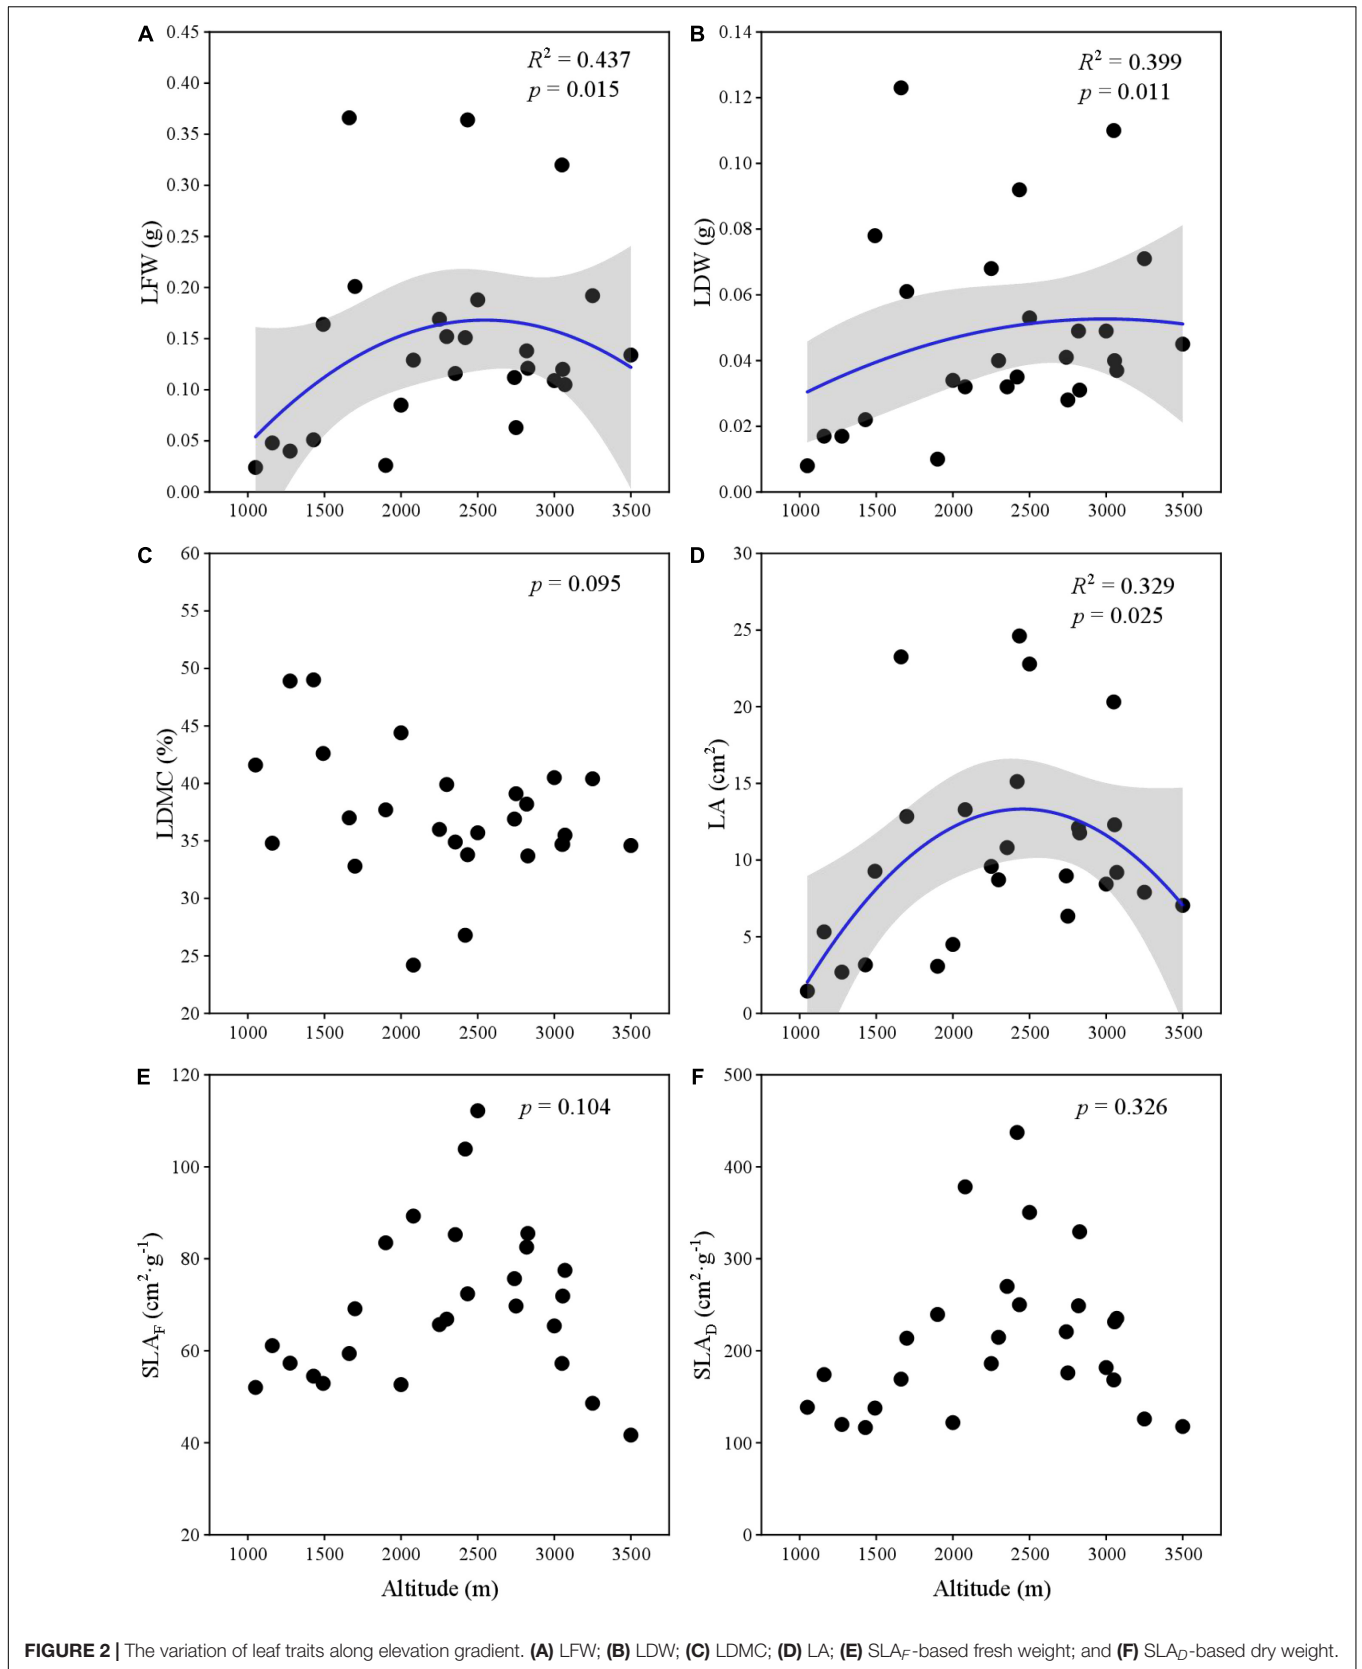 A
R² = 0.437
p = 0.015
LFW (g)
0.45
0.40
0.35
0.30
0.25
0.20
0.15
0.10
0.05
0.00
1000 1500 2000 2500 3000 3500
B
R² = 0.399
p = 0.011
LDW (g)
0.14
0.12
0.10
0.08
0.06
0.04
0.02
0.00
1000 1500 2000 2500 3000 3500
C
p = 0.095
LDMC (%)
60
55
50
45
40
35
30
25
20
1000 1500 2000 2500 3000 3500
D
R² = 0.329
p = 0.025
LA (cm²)
30
25
20
15
10
5
0
1000 1500 2000 2500 3000 3500
E
p = 0.104
SLA_F (cm²·g⁻¹)
120
100
80
60
40
20
1000 1500 2000 2500 3000 3500
Altitude (m)
F
p = 0.326
SLA_D (cm²·g⁻¹)
500
400
300
200
100
0
1000 1500 2000 2500 3000 3500
Altitude (m)
FIGURE 2 | The variation of leaf traits along elevation gradient. (A) LFW; (B) LDW; (C) LDMC; (D) LA; (E) SLA_F-based fresh weight; and (F) SLA_D-based dry weight.